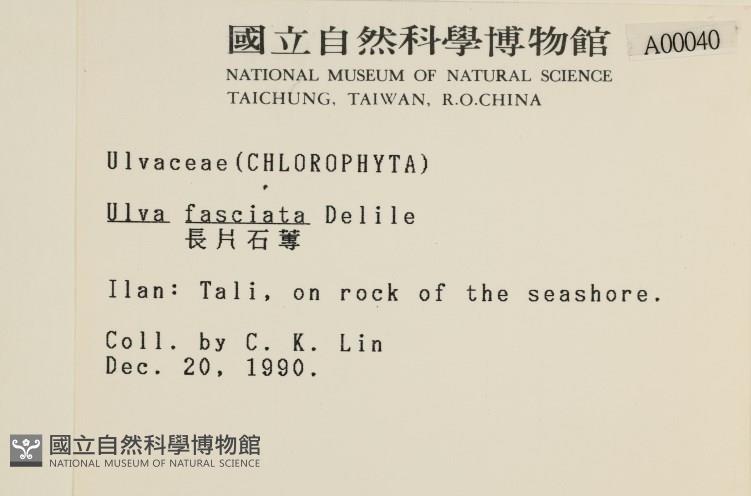 國立自然科學博物館
A00040
NATIONAL MUSEUM OF NATURAL SCIENCE
TAICHUNG, TAIWAN, R.O.CHINA
Ulvaceae(CHLOROPHYTA)
Ulva fasciata Delile
長片石蓴
Ilan: Tali, on rock of the seashore.
Coll. by C. K. Lin
Dec. 20, 1990.
國立自然科學博物館
NATIONAL MUSEUM OF NATURAL SCIENCE